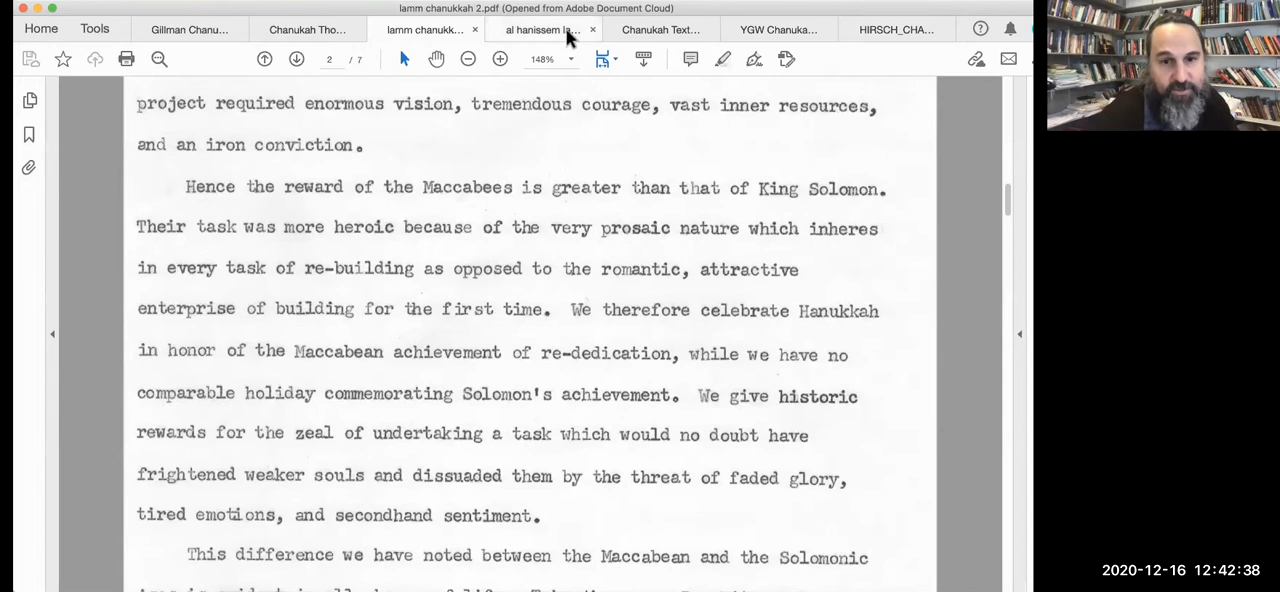 lamm chanukkah 2.pdf (Opened from Adobe Document Cloud)
Home
Tools
Gillman Chanu...
Chanukah Tho...
lamm chanukk...
al hanissem la...
Chanukah Text...
YGW Chanuka...
HIRSCH_CHA...
2 / 7
148%
project required enormous vision, tremendous courage, vast inner resources,
and an iron conviction.
Hence the reward of the Maccabees is greater than that of King Solomon.
Their task was more heroic because of the very prosaic nature which inheres
in every task of re-building as opposed to the romantic, attractive
enterprise of building for the first time. We therefore celebrate Hanukkah
in honor of the Maccabean achievement of re-dedication, while we have no
comparable holiday commemorating Solomon's achievement. We give historic
rewards for the zeal of undertaking a task which would no doubt have
frightened weaker souls and dissuaded them by the threat of faded glory,
tired emotions, and secondhand sentiment.
This difference we have noted between the Maccabean and the Solomonic
2020-12-16 12:42:38